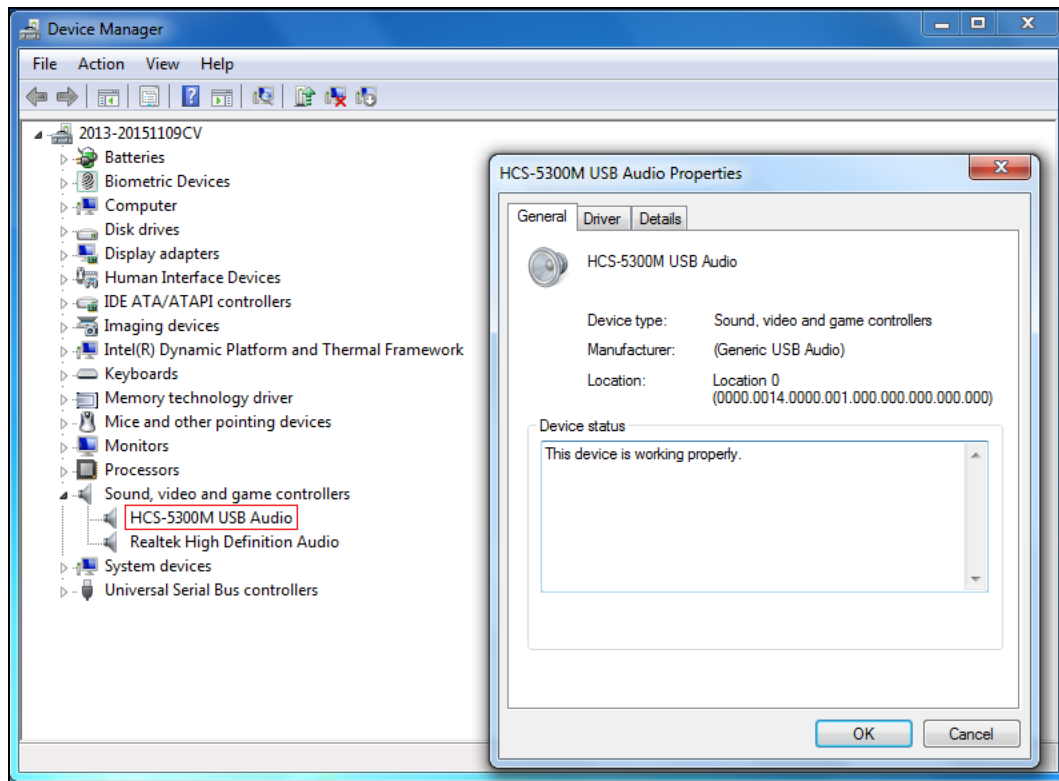 Device Manager
File Action View Help
2013-20151109CV
Batteries
Biometric Devices
Computer
Disk drives
Display adapters
Human Interface Devices
IDE ATA/ATAPI controllers
Imaging devices
Intel(R) Dynamic Platform and Thermal Framework
Keyboards
Memory technology driver
Mice and other pointing devices
Monitors
Processors
Sound, video and game controllers
HCS-5300M USB Audio
Realtek High Definition Audio
System devices
Universal Serial Bus controllers
HCS-5300M USB Audio Properties
General Driver Details
HCS-5300M USB Audio
Device type: Sound, video and game controllers
Manufacturer: (Generic USB Audio)
Location: Location 0
(0000.0014.0000.001.000.000.000.000.000)
Device status
This device is working properly.
OK Cancel